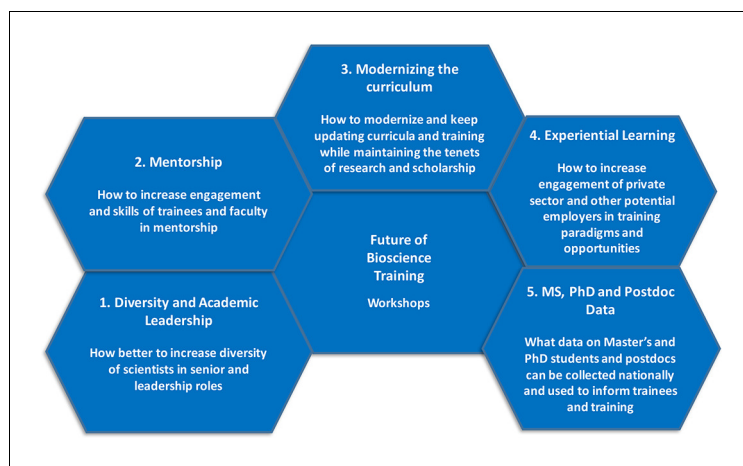 3. Modernizing the
curriculum
How to modernize and keep
updating curricula and training
while maintaining the tenets
of research and scholarship
2. Mentorship
How to increase engagement
and skills of trainees and faculty
in mentorship
4. Experiential Learning
How to increase
engagement of private
sector and other potential
employers in training
paradigms and
opportunities
Future of
Bioscience
Training
Workshops
1. Diversity and Academic
Leadership
How better to increase diversity
of scientists in senior and
leadership roles
5. MS, PhD and Postdoc
Data
What data on Master’s and
PhD students and postdocs
can be collected nationally
and used to inform trainees
and training